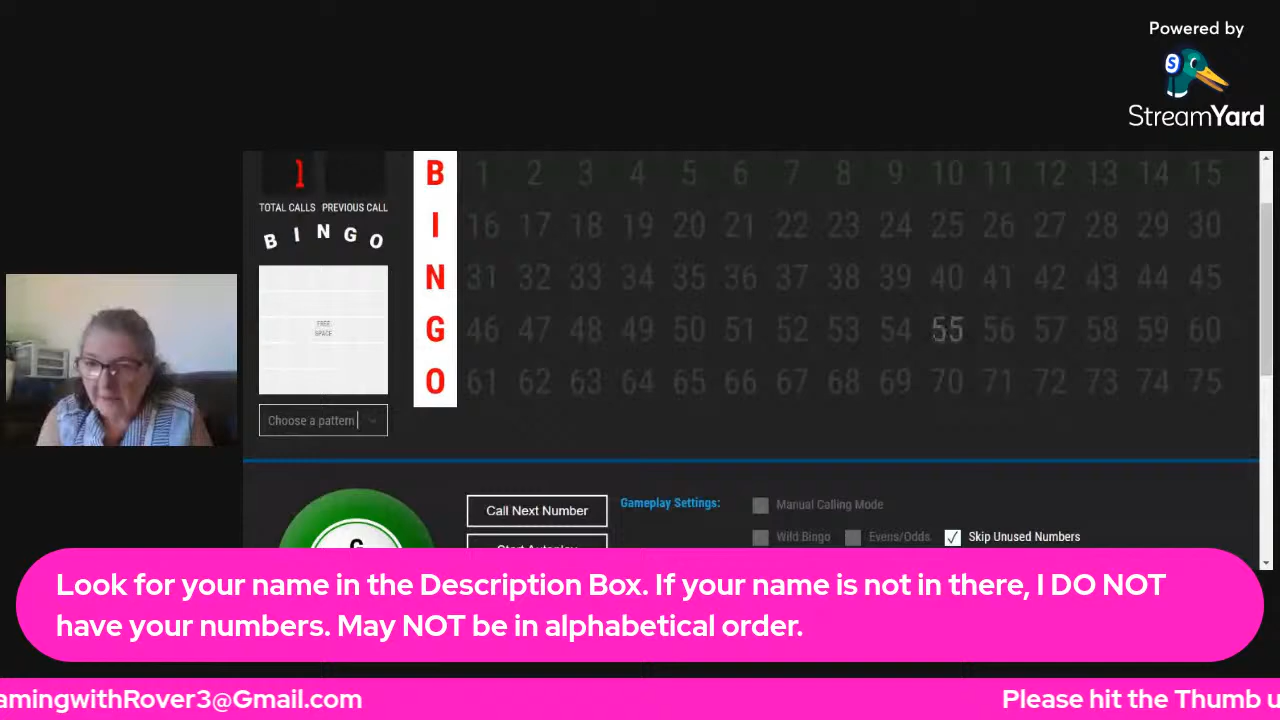 Powered by
StreamYard
1
TOTAL CALLS PREVIOUS CALL
B I N G O
FREE
SPACE
Choose a pattern
B 1 2 3 4 5 6 7 8 9 10 11 12 13 14 15
I 16 17 18 19 20 21 22 23 24 25 26 27 28 29 30
N 31 32 33 34 35 36 37 38 39 40 41 42 43 44 45
G 46 47 48 49 50 51 52 53 54 55 56 57 58 59 60
O 61 62 63 64 65 66 67 68 69 70 71 72 73 74 75
G
Call Next Number
Start Autoplay
Gameplay Settings:
Manual Calling Mode
Wild Bingo Evens/Odds Skip Unused Numbers
Look for your name in the Description Box. If your name is not in there, I DO NOT
have your numbers. May NOT be in alphabetical order.
amingwithRover3@Gmail.com Please hit the Thumb u